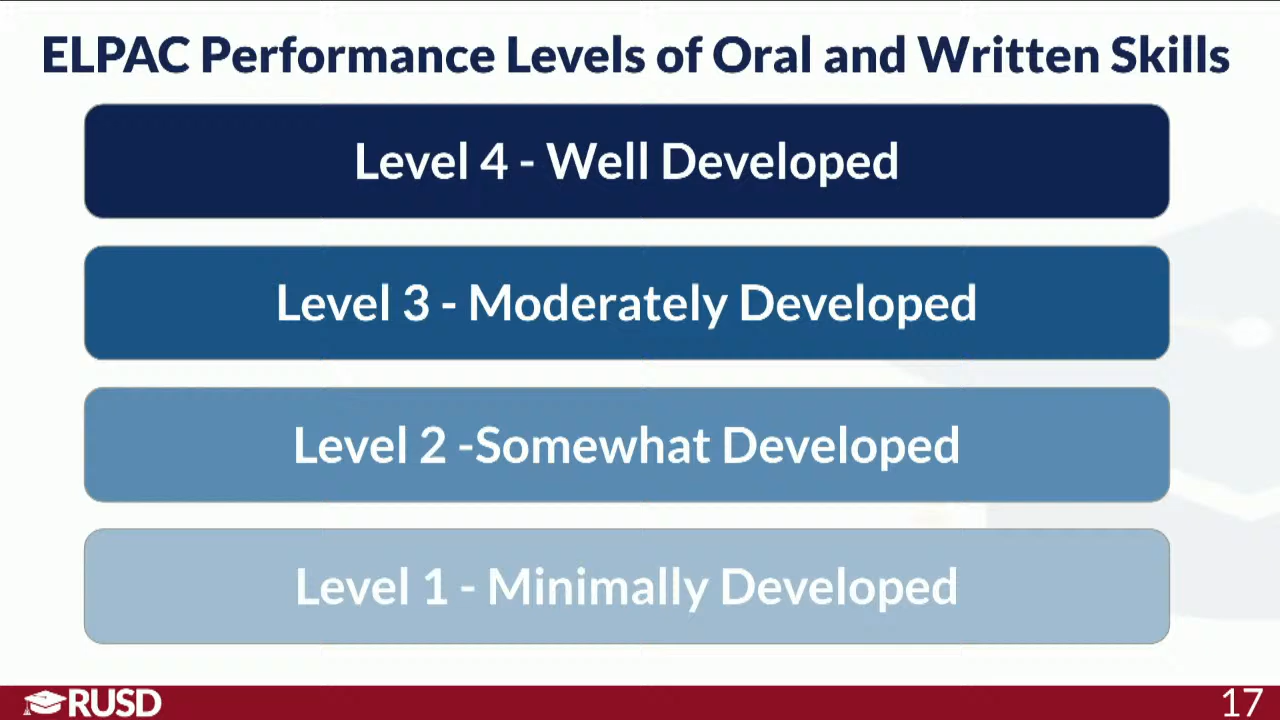 ELPAC Performance Levels of Oral and Written Skills
Level 4 - Well Developed
Level 3 - Moderately Developed
Level 2 -Somewhat Developed
Level 1 - Minimally Developed
RUSD
17